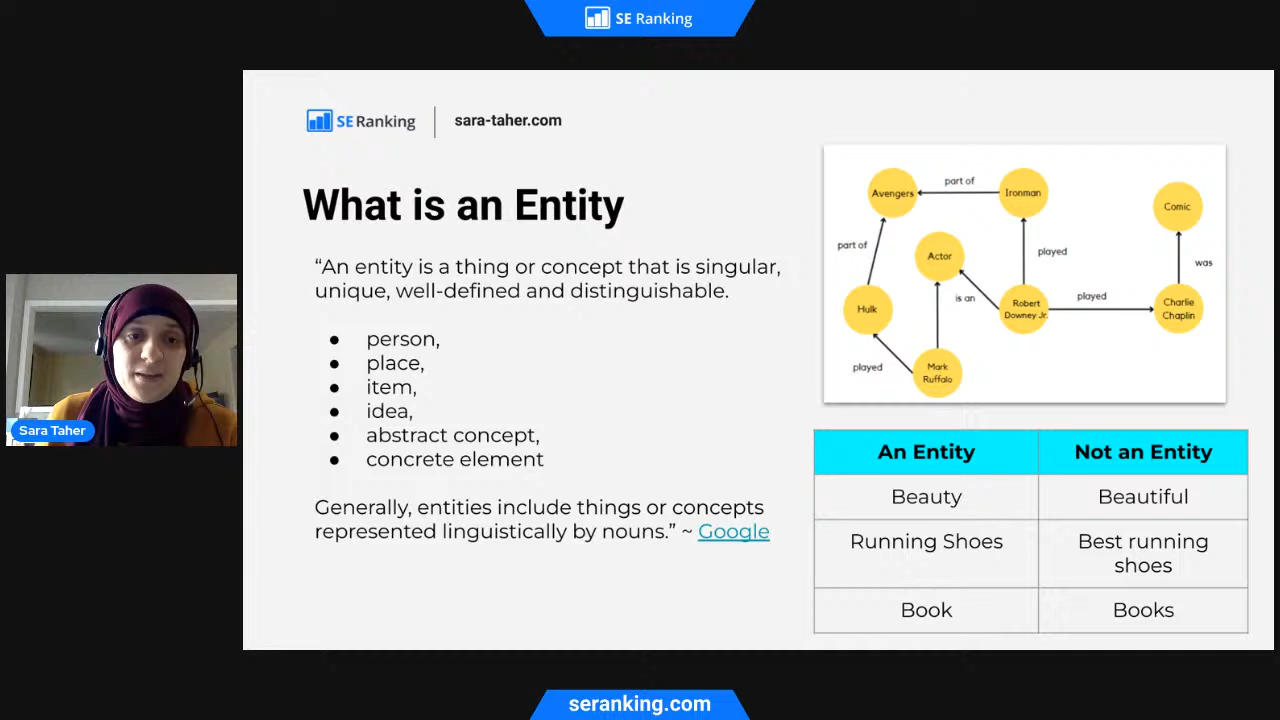 SE Ranking
SE Ranking
sara-taher.com
What is an Entity
“An entity is a thing or concept that is singular,
unique, well-defined and distinguishable.
● person,
● place,
● item,
● idea,
● abstract concept,
● concrete element
Generally, entities include things or concepts
represented linguistically by nouns.” ~ Google
Avengers
part of
Ironman
Comic
part of
Actor
played
was
is an
played
Hulk
Robert
Downey Jr.
Charlie
Chaplin
played
Mark
Ruffalo
An Entity
Not an Entity
Beauty
Beautiful
Running Shoes
Best running
shoes
Book
Books
Sara Taher
seranking.com